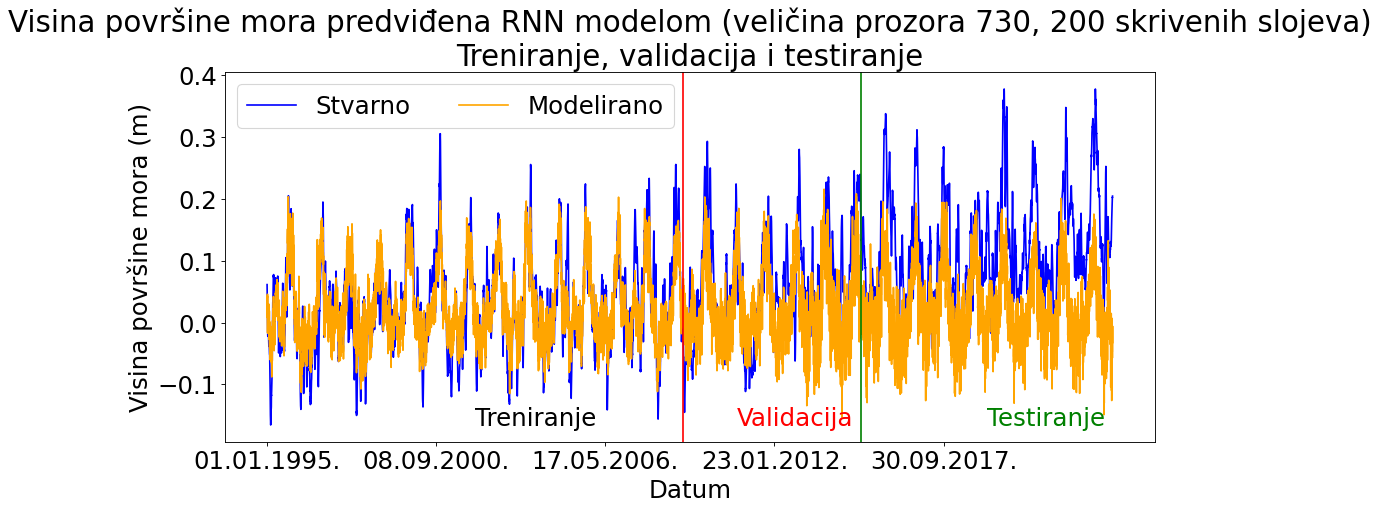 Visina površine mora predviđena RNN modelom (veličina prozora 730, 200 skrivenih slojeva)
Treniranje, validacija i testiranje
Stvarno
Modelirano
Visina površine mora (m)
0.4
0.3
0.2
0.1
0.0
−0.1
Treniranje
Validacija
Testiranje
01.01.1995.
08.09.2000.
17.05.2006.
23.01.2012.
30.09.2017.
Datum